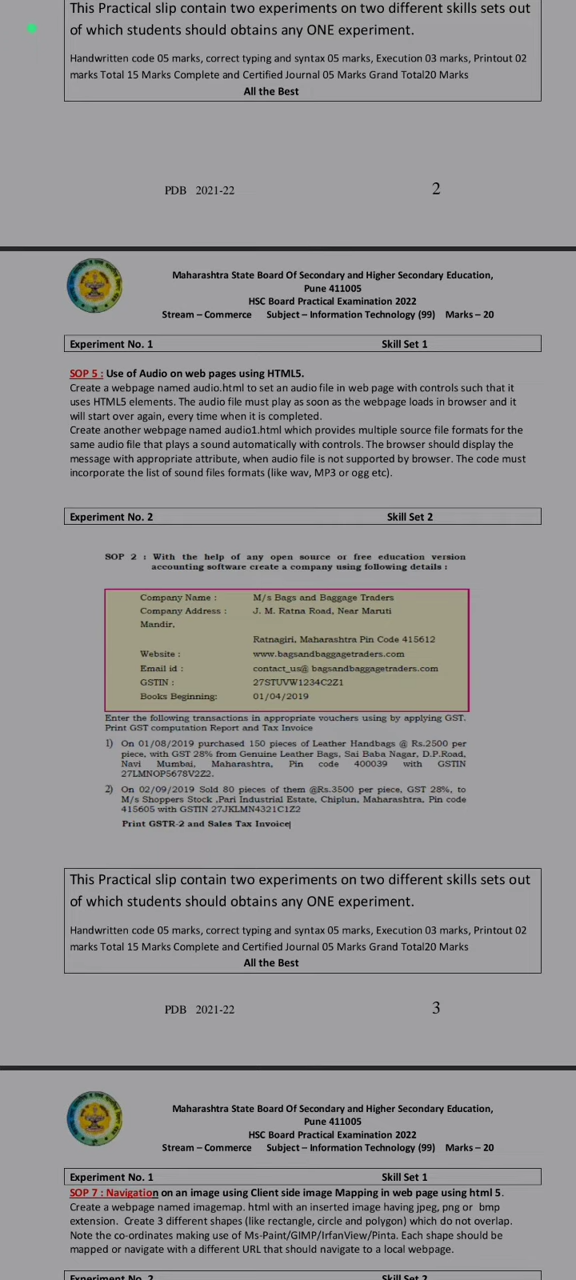 This Practical slip contain two experiments on two different skills sets out
of which students should obtains any ONE experiment.
Handwritten code 05 marks, correct typing and syntax 05 marks, Execution 03 marks, Printout 02
marks Total 15 Marks Complete and Certified Journal 05 Marks Grand Total20 Marks
All the Best
PDB 2021-22 2
Maharashtra State Board Of Secondary and Higher Secondary Education,
Pune 411005
HSC Board Practical Examination 2022
Stream – Commerce Subject – Information Technology (99) Marks – 20
Experiment No. 1 Skill Set 1
SOP 5 : Use of Audio on web pages using HTML5.
Create a webpage named audio.html to set an audio file in web page with controls such that it
uses HTML5 elements. The audio file must play as soon as the webpage loads in browser and it
will start over again, every time when it is completed.
Create another webpage named audio1.html which provides multiple source file formats for the
same audio file that plays a sound automatically with controls. The browser should display the
message with appropriate attribute, when audio file is not supported by browser. The code must
incorporate the list of sound files formats (like wav, MP3 or ogg etc).
Experiment No. 2 Skill Set 2
SOP 2 : With the help of any open source or free education version
accounting software create a company using following details :
Company Name : M/s Bags and Baggage Traders
Company Address : J. M. Ratna Road, Near Maruti
Mandir,
Ratnagiri, Maharashtra Pin Code 415612
Website : www.bagsandbaggagetraders.com
Email id : contact_us@ bagsandbaggagetraders.com
GSTIN : 27STUVW1234C2Z1
Books Beginning: 01/04/2019
Enter the following transactions in appropriate vouchers using by applying GST.
Print GST computation Report and Tax Invoice
1) On 01/08/2019 purchased 150 pieces of Leather Handbags @ Rs.2500 per
piece, with GST 28% from Genuine Leather Bags, Sai Baba Nagar, D.P.Road,
Navi Mumbai, Maharashtra, Pin code 400039 with GSTIN
27LMNOP5678V2Z2.
2) On 02/09/2019 Sold 80 pieces of them @Rs.3500 per piece, GST 28%, to
M/s Shoppers Stock ,Pari Industrial Estate, Chiplun, Maharashtra, Pin code
415605 with GSTIN 27JKLMN4321C1Z2
Print GSTR-2 and Sales Tax Invoice
This Practical slip contain two experiments on two different skills sets out
of which students should obtains any ONE experiment.
Handwritten code 05 marks, correct typing and syntax 05 marks, Execution 03 marks, Printout 02
marks Total 15 Marks Complete and Certified Journal 05 Marks Grand Total20 Marks
All the Best
PDB 2021-22 3
Maharashtra State Board Of Secondary and Higher Secondary Education,
Pune 411005
HSC Board Practical Examination 2022
Stream – Commerce Subject – Information Technology (99) Marks – 20
Experiment No. 1 Skill Set 1
SOP 7 : Navigation on an image using Client side image Mapping in web page using html 5.
Create a webpage named imagemap. html with an inserted image having jpeg, png or bmp
extension. Create 3 different shapes (like rectangle, circle and polygon) which do not overlap.
Note the co-ordinates making use of Ms-Paint/GIMP/IrfanView/Pinta. Each shape should be
mapped or navigate with a different URL that should navigate to a local webpage.
Experiment No. 2 Skill Set 2